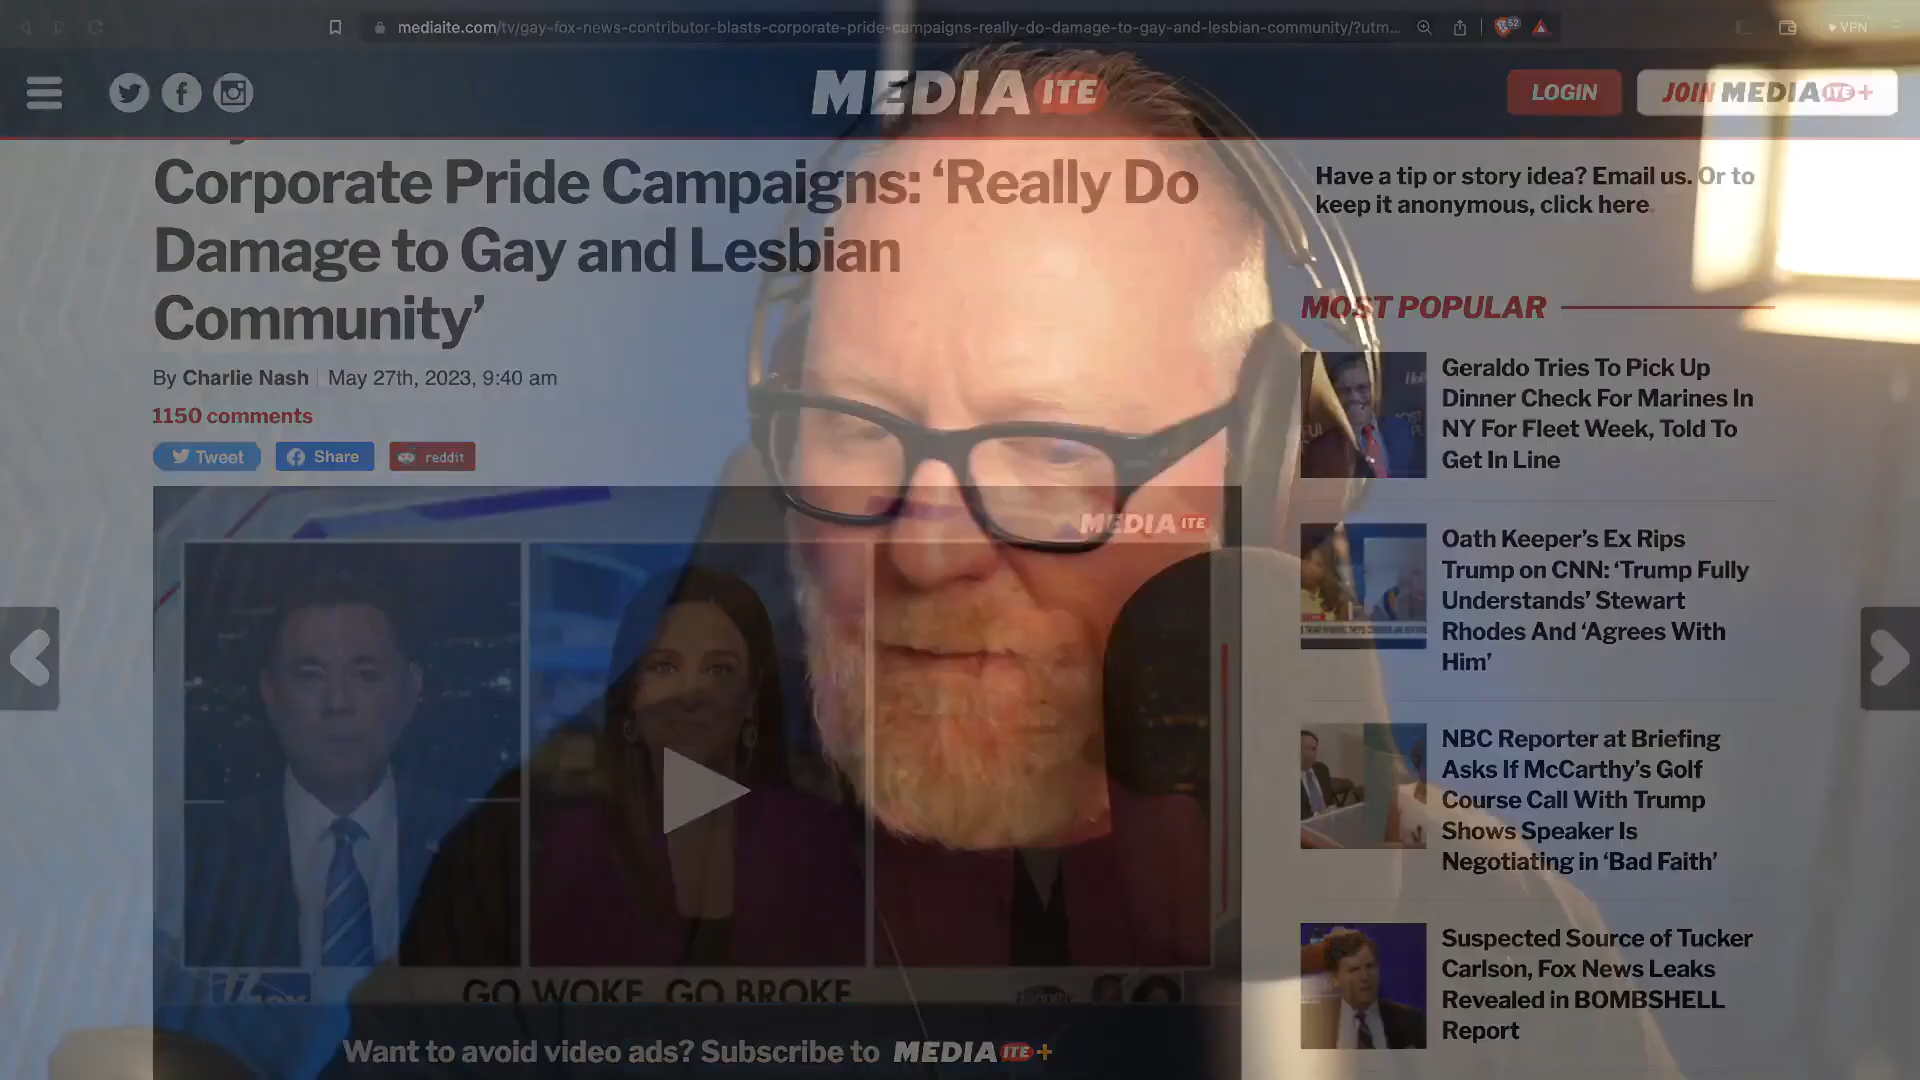 mediaite.com/tv/gay-fox-news-contributor-blasts-corporate-pride-campaigns-really-do-damage-to-gay-and-lesbian-community/?utm...
52
VPN
MEDIAITE
LOGIN
JOIN MEDIAITE+
Corporate Pride Campaigns: ‘Really Do
Damage to Gay and Lesbian
Community’
By Charlie Nash | May 27th, 2023, 9:40 am
1150 comments
Tweet
Share
reddit
MEDIAITE
GO WOKE, GO BROKE
Want to avoid video ads? Subscribe to MEDIAITE+
Have a tip or story idea? Email us. Or to
keep it anonymous, click here.
MOST POPULAR
Geraldo Tries To Pick Up
Dinner Check For Marines In
NY For Fleet Week, Told To
Get In Line
Oath Keeper’s Ex Rips
Trump on CNN: ‘Trump Fully
Understands’ Stewart
Rhodes And ‘Agrees With
Him’
NBC Reporter at Briefing
Asks If McCarthy’s Golf
Course Call With Trump
Shows Speaker Is
Negotiating in ‘Bad Faith’
Suspected Source of Tucker
Carlson, Fox News Leaks
Revealed in BOMBSHELL
Report